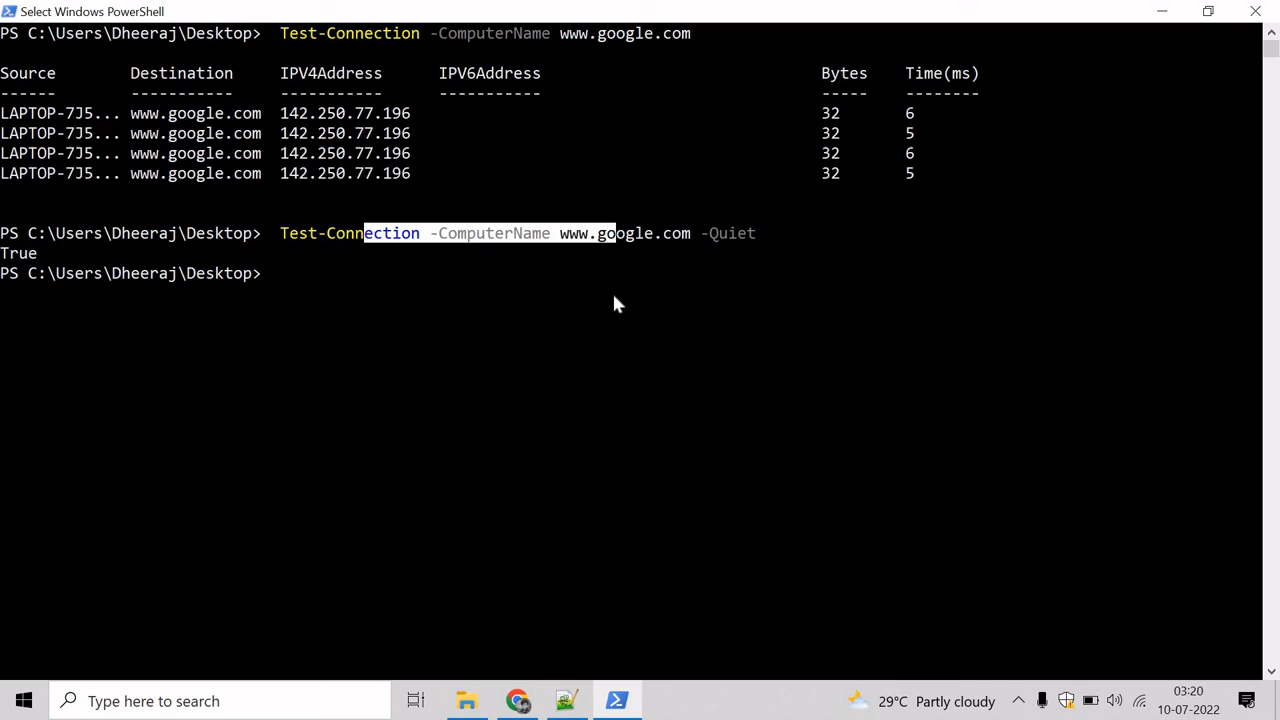 Select Windows PowerShell
PS C:\Users\Dheeraj\Desktop>  Test-Connection -ComputerName www.google.com
Source        Destination     IPV4Address      IPV6Address                              Bytes    Time(ms)
------        -----------     -----------      -----------                              -----    --------
LAPTOP-7J5... www.google.com  142.250.77.196                                            32       6
LAPTOP-7J5... www.google.com  142.250.77.196                                            32       5
LAPTOP-7J5... www.google.com  142.250.77.196                                            32       6
LAPTOP-7J5... www.google.com  142.250.77.196                                            32       5
PS C:\Users\Dheeraj\Desktop>  Test-Connection -ComputerName www.google.com -Quiet
True
PS C:\Users\Dheeraj\Desktop>
Type here to search
29°C Partly cloudy
03:20
10-07-2022